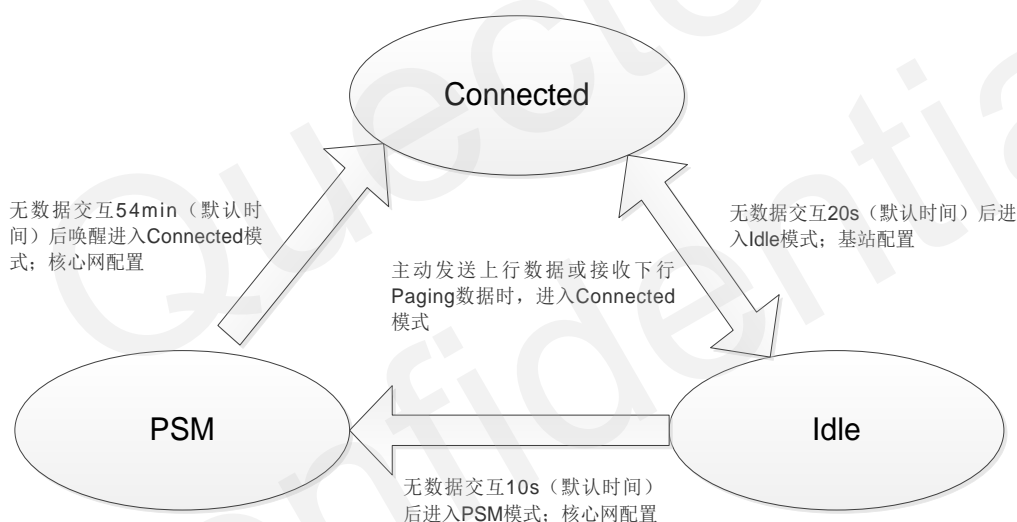 Connected
无数据交互54min（默认时
间）后唤醒进入Connected模
式；核心网配置
无数据交互20s（默认时间）后进
入Idle模式；基站配置
主动发送上行数据或接收下行
Paging数据时，进入Connected
模式
PSM
Idle
无数据交互10s（默认时间）
后进入PSM模式；核心网配置